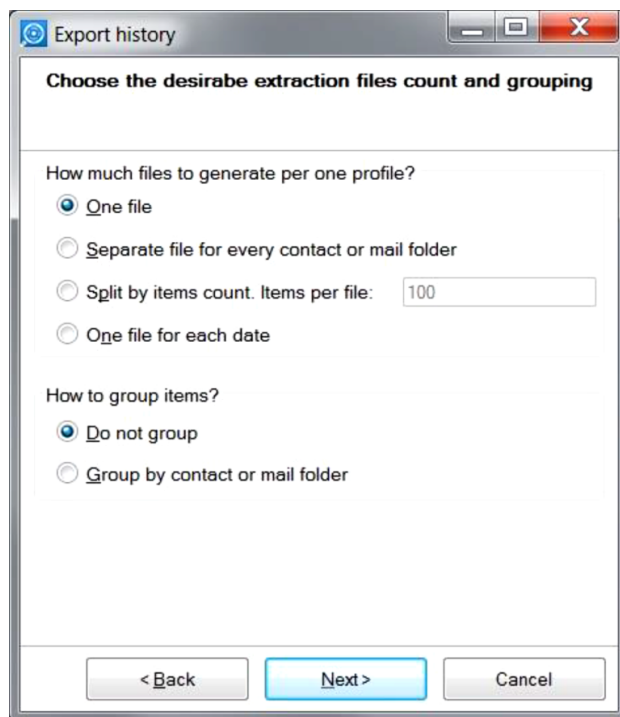 Export history
Choose the desirabe extraction files count and grouping
How much files to generate per one profile?
One file
Separate file for every contact or mail folder
Split by items count. Items per file: 100
One file for each date
How to group items?
Do not group
Group by contact or mail folder
< Back Next > Cancel